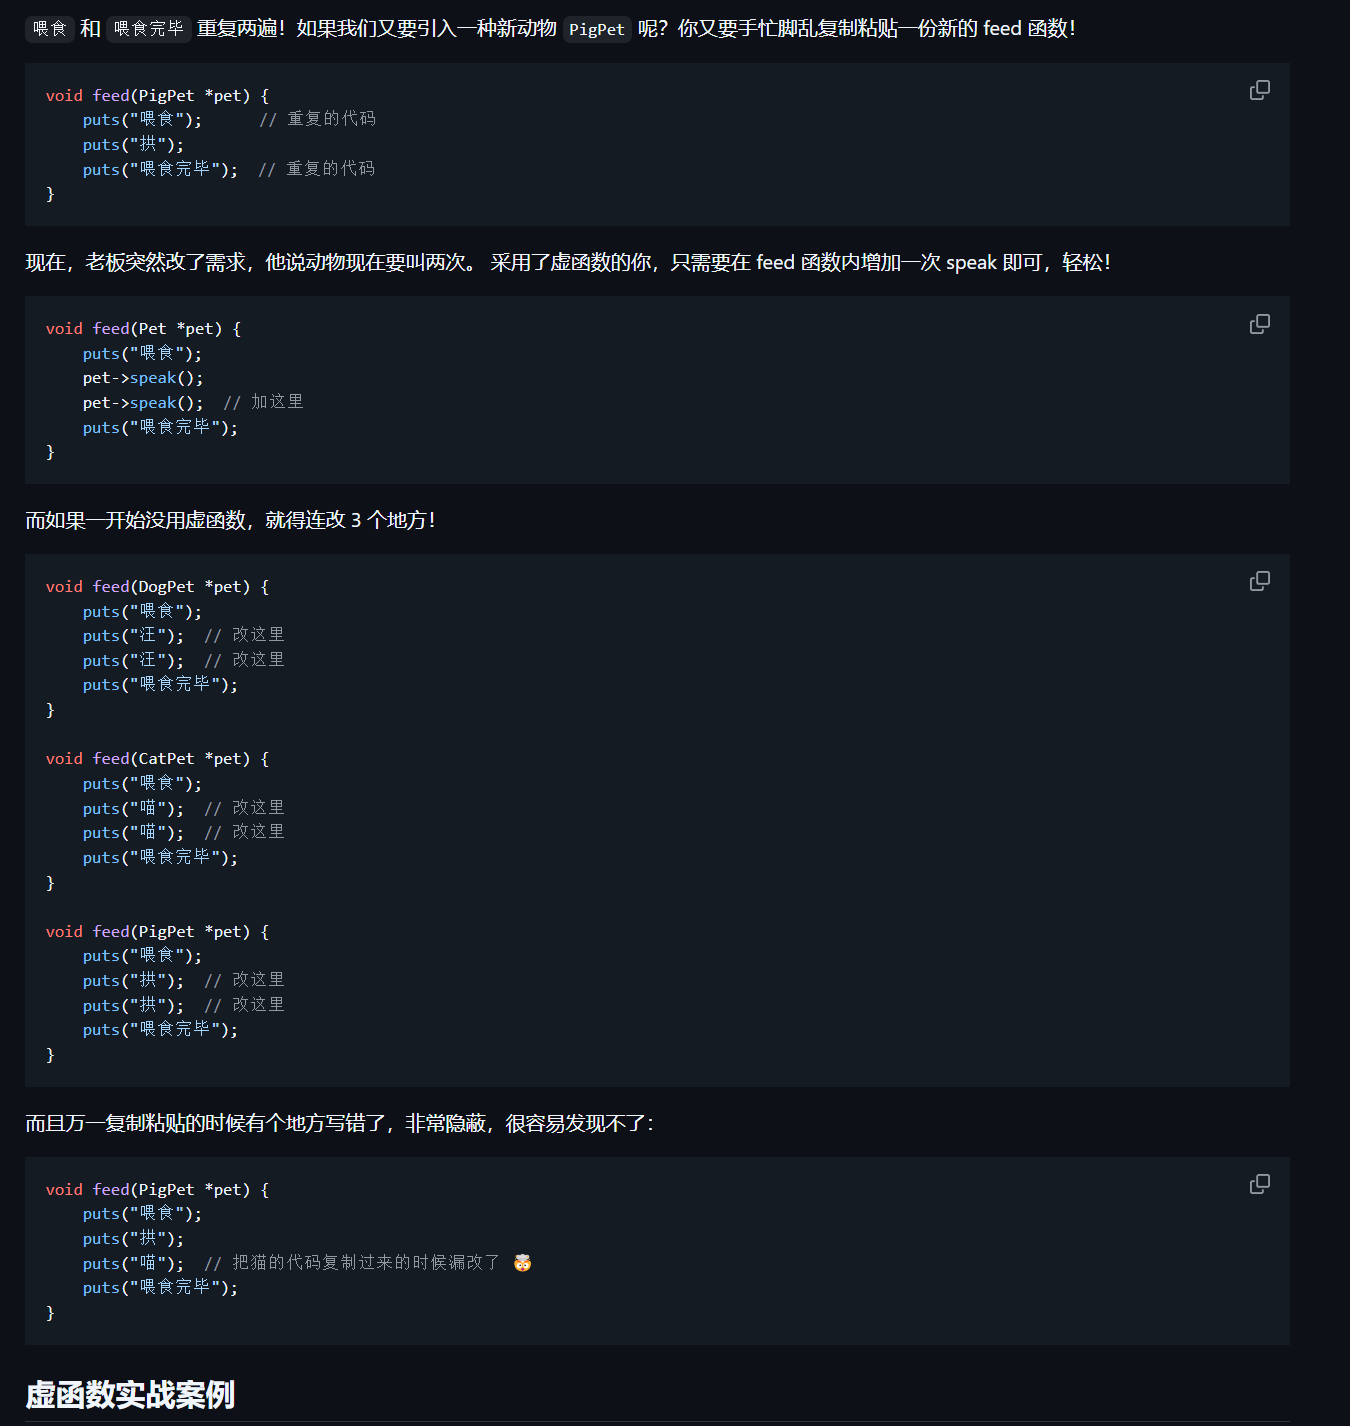 喂食 和 喂食完毕 重复两遍！如果我们又要引入一种新动物 PigPet 呢？你又要手忙脚乱复制粘贴一份新的 feed 函数！
void feed(PigPet *pet) {
    puts("喂食");      // 重复的代码
    puts("拱");
    puts("喂食完毕");  // 重复的代码
}
现在，老板突然改了需求，他说动物现在要叫两次。 采用了虚函数的你，只需要在 feed 函数内增加一次 speak 即可，轻松！
void feed(Pet *pet) {
    puts("喂食");
    pet->speak();
    pet->speak();  // 加这里
    puts("喂食完毕");
}
而如果一开始没用虚函数，就得连改 3 个地方！
void feed(DogPet *pet) {
    puts("喂食");
    puts("汪");  // 改这里
    puts("汪");  // 改这里
    puts("喂食完毕");
}
void feed(CatPet *pet) {
    puts("喂食");
    puts("喵");  // 改这里
    puts("喵");  // 改这里
    puts("喂食完毕");
}
void feed(PigPet *pet) {
    puts("喂食");
    puts("拱");  // 改这里
    puts("拱");  // 改这里
    puts("喂食完毕");
}
而且万一复制粘贴的时候有个地方写错了，非常隐蔽，很容易发现不了：
void feed(PigPet *pet) {
    puts("喂食");
    puts("拱");
    puts("喵");  // 把猫的代码复制过来的时候漏改了 🤯
    puts("喂食完毕");
}
虚函数实战案例